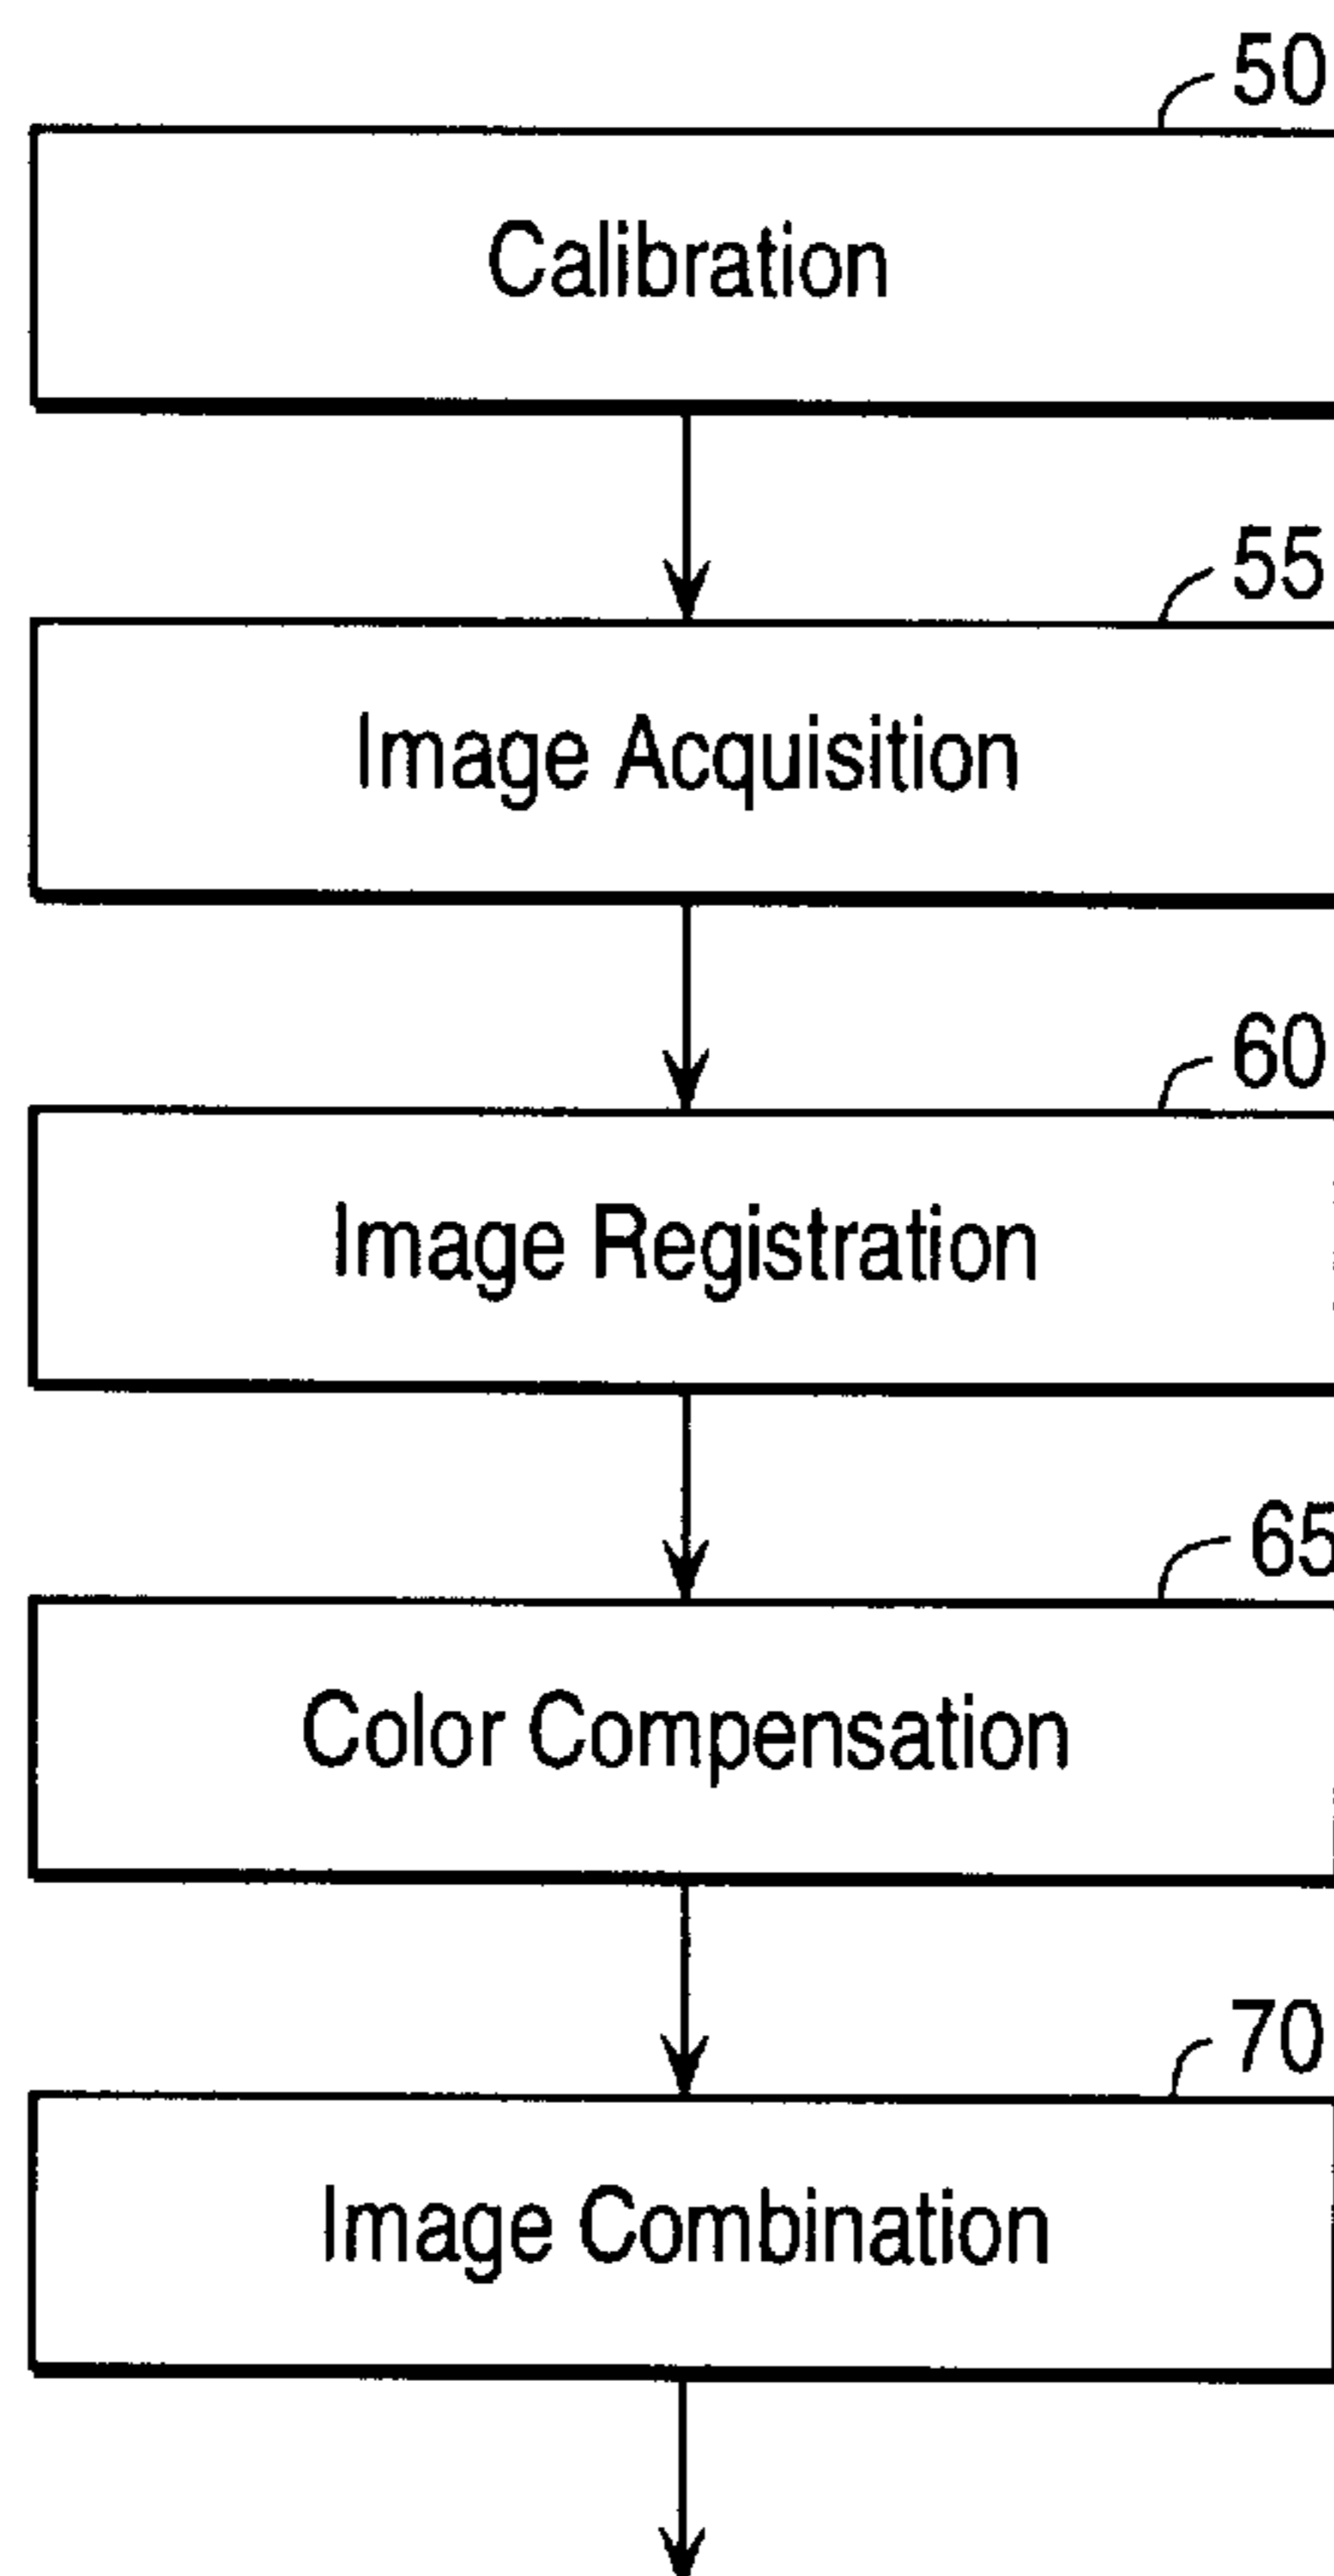 50
Calibration
55
Image Acquisition
60
Image Registration
65
Color Compensation
70
Image Combination